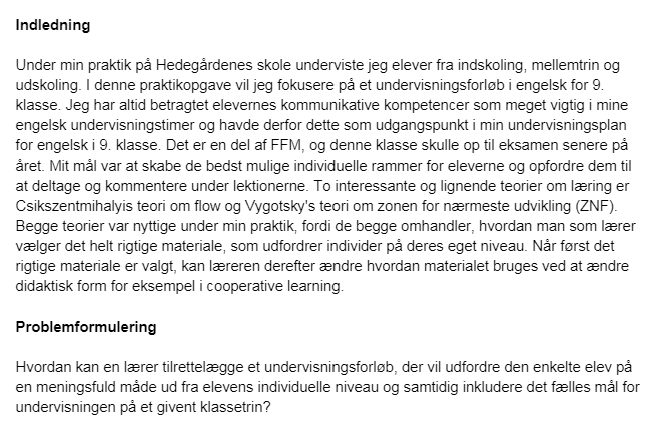 Indledning
Under min praktik på Hedegårdenes skole underviste jeg elever fra indskoling, mellemtrin og
udskoling. I denne praktikopgave vil jeg fokusere på et undervisningsforløb i engelsk for 9.
klasse. Jeg har altid betragtet elevernes kommunikative kompetencer som meget vigtig i mine
engelsk undervisningstimer og havde derfor dette som udgangspunkt i min undervisningsplan
for engelsk i 9. klasse. Det er en del af FFM, og denne klasse skulle op til eksamen senere på
året. Mit mål var at skabe de bedst mulige individuelle rammer for eleverne og opfordre dem til
at deltage og kommentere under lektionerne. To interessante og lignende teorier om læring er
Csikszentmihalyis teori om flow og Vygotsky's teori om zonen for nærmeste udvikling (ZNF).
Begge teorier var nyttige under min praktik, fordi de begge omhandler, hvordan man som lærer
vælger det helt rigtige materiale, som udfordrer individer på deres eget niveau. Når først det
rigtige materiale er valgt, kan læreren derefter ændre hvordan materialet bruges ved at ændre
didaktisk form for eksempel i cooperative learning.
Problemformulering
Hvordan kan en lærer tilrettelægge et undervisningsforløb, der vil udfordre den enkelte elev på
en meningsfuld måde ud fra elevens individuelle niveau og samtidig inkludere det fælles mål for
undervisningen på et givent klassetrin?